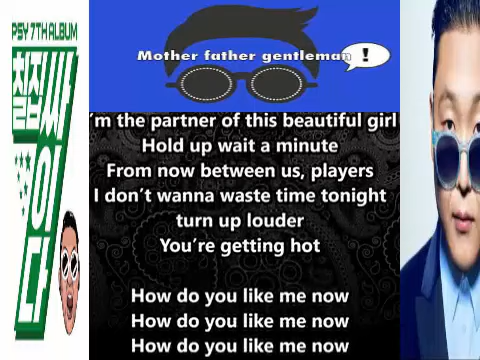 PSY 7TH ALBUM
칠집
싸이다
Mother father gentleman
!
'm the partner of this beautiful girl
Hold up wait a minute
From now between us, players
I don't wanna waste time tonight
turn up louder
You're getting hot
How do you like me now
How do you like me now
How do you like me now